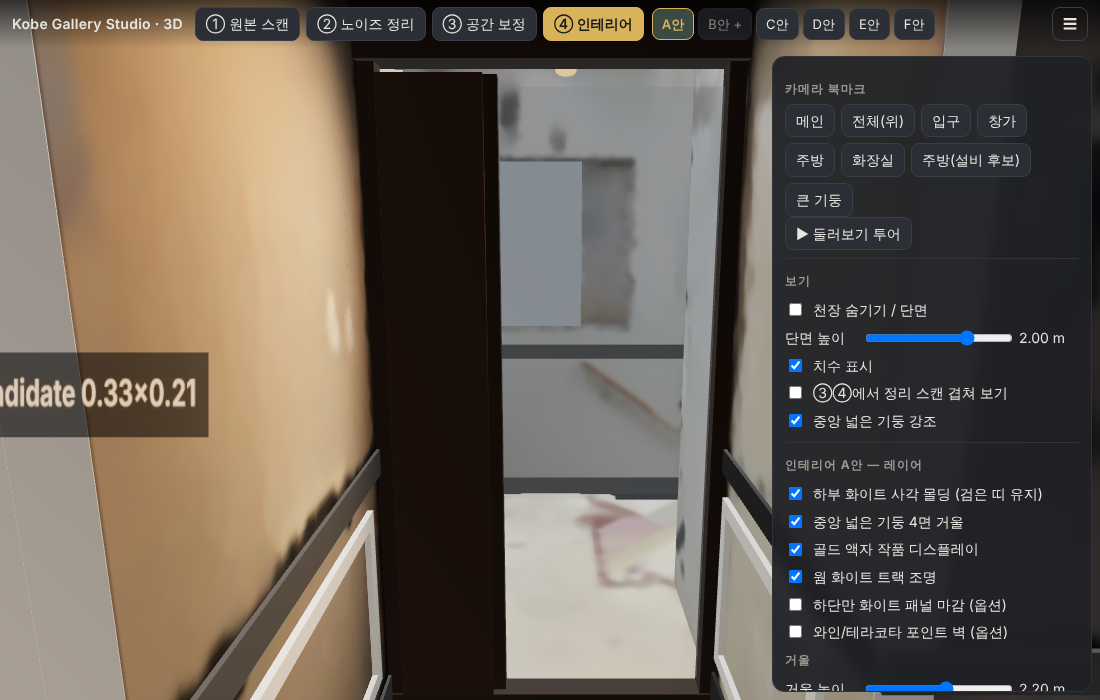 Kobe Gallery Studio · 3D
① 원본 스캔
② 노이즈 정리
③ 공간 보정
④ 인테리어
A안
B안 +
C안
D안
E안
F안
☰
카메라 북마크
메인
전체(위)
입구
창가
주방
화장실
주방(설비 후보)
큰 기둥
▶ 둘러보기 투어
보기
천장 숨기기 / 단면
단면 높이 2.00 m
치수 표시
③④에서 정리 스캔 겹쳐 보기
중앙 넓은 기둥 강조
인테리어 A안 — 레이어
하부 화이트 사각 몰딩 (검은 띠 유지)
중앙 넓은 기둥 4면 거울
골드 액자 작품 디스플레이
웜 화이트 트랙 조명
하단만 화이트 패널 마감 (옵션)
와인/테라코타 포인트 벽 (옵션)
거울
거울 높이 2.20 m
ndidate 0.33×0.21